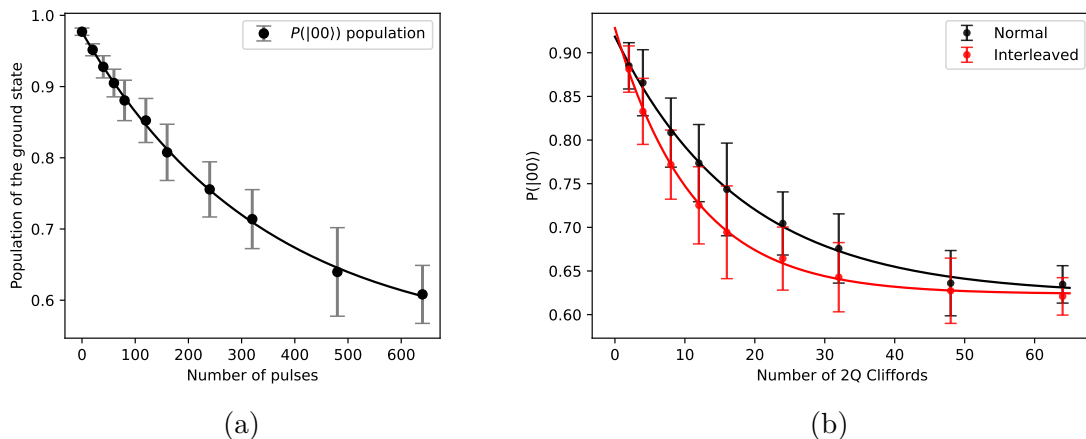 1.0
0.9
0.8
0.7
0.6
Population of the ground state
P(|00⟩) population
0 100 200 300 400 500 600
Number of pulses
(a)
0.90
0.85
0.80
0.75
0.70
0.65
0.60
P(|00⟩)
Normal
Interleaved
0 10 20 30 40 50 60
Number of 2Q Cliffords
(b)